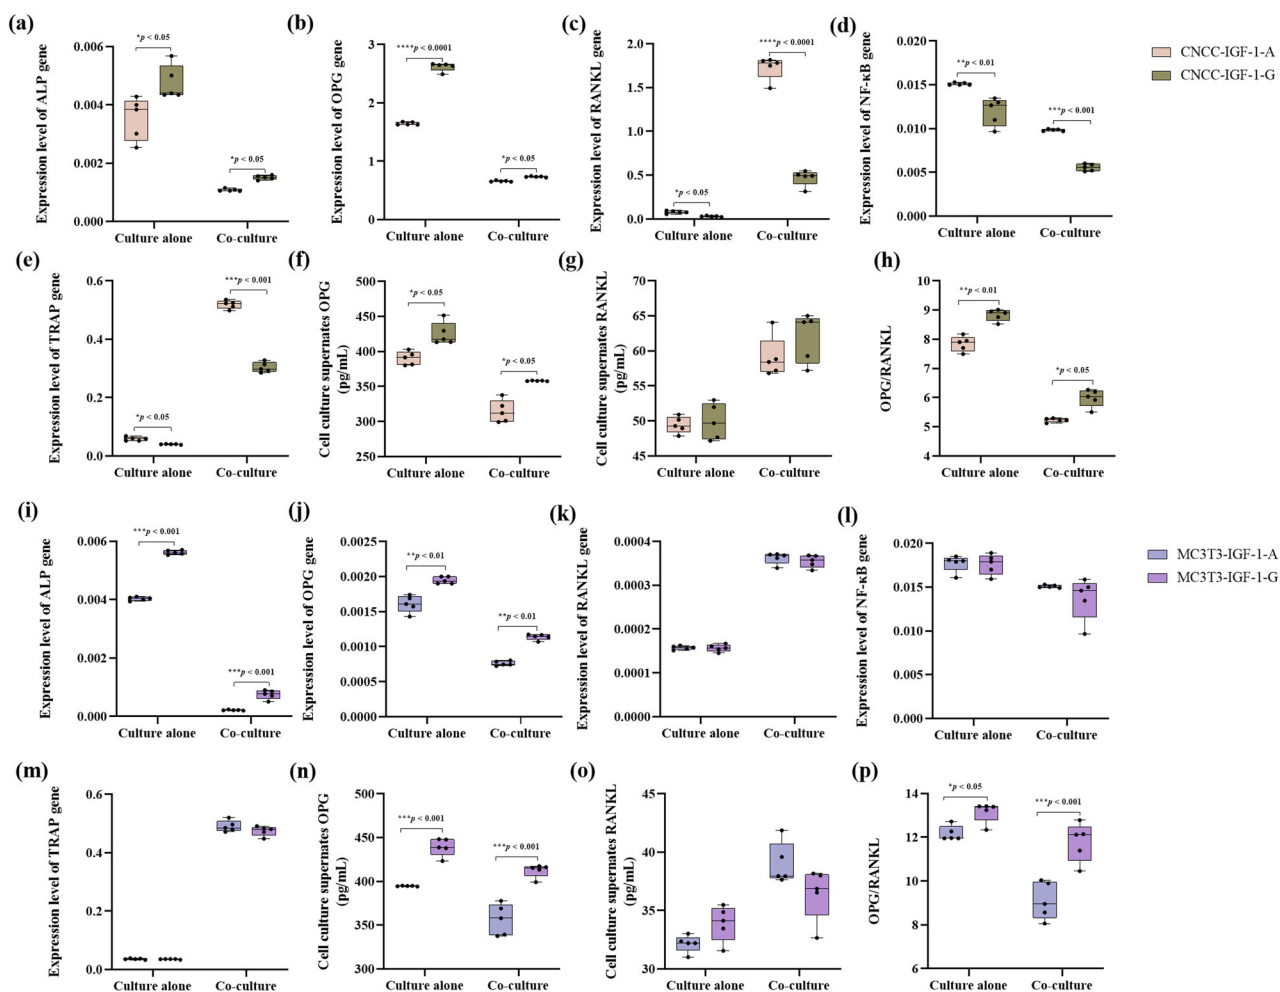 (a)
Expression level of ALP gene
0.006
0.004
0.002
0.000
*p < 0.05
*p < 0.05
Culture alone
Co-culture
(b)
Expression level of OPG gene
3
2
1
0
****p < 0.0001
*p < 0.05
Culture alone
Co-culture
(c)
Expression level of RANKL gene
2.0
1.5
1.0
0.5
0.0
*p < 0.05
****p <0.0001
Culture alone
Co-culture
(d)
Expression level of NF-κB gene
0.020
0.015
0.010
0.005
0.000
**p < 0.01
***p < 0.001
Culture alone
Co-culture
CNCC-IGF-1-A
CNCC-IGF-1-G
(e)
Expression level of TRAP gene
0.6
0.4
0.2
0.0
*p < 0.05
***p < 0.001
Culture alone
Co-culture
(f)
Cell culture supernates OPG
(pg/mL)
500
450
400
350
300
250
*p < 0.05
*p < 0.05
Culture alone
Co-culture
(g)
Cell culture supernates RANKL
(pg/mL)
70
65
60
55
50
45
Culture alone
Co-culture
(h)
OPG/RANKL
10
9
8
7
6
5
4
**p < 0.01
*p < 0.05
Culture alone
Co-culture
(i)
Expression level of ALP gene
0.006
0.004
0.002
0.000
***p < 0.001
***p < 0.001
Culture alone
Co-culture
(j)
Expression level of OPG gene
0.0025
0.0020
0.0015
0.0010
0.0005
0.0000
**p < 0.01
**p < 0.01
Culture alone
Co-culture
(k)
Expression level of RANKL gene
0.0004
0.0003
0.0002
0.0001
0.0000
Culture alone
Co-culture
(l)
Expression level of NF-κB gene
0.020
0.015
0.010
0.005
0.000
Culture alone
Co-culture
MC3T3-IGF-1-A
MC3T3-IGF-1-G
(m)
Expression level of TRAP gene
0.6
0.4
0.2
0.0
Culture alone
Co-culture
(n)
Cell culture supernates OPG
(pg/mL)
500
450
400
350
300
***p < 0.001
***p < 0.001
Culture alone
Co-culture
(o)
Cell culture supernates RANKL
(pg/mL)
45
40
35
30
Culture alone
Co-culture
(p)
OPG/RANKL
14
12
10
8
6
*p < 0.05
***p < 0.001
Culture alone
Co-culture